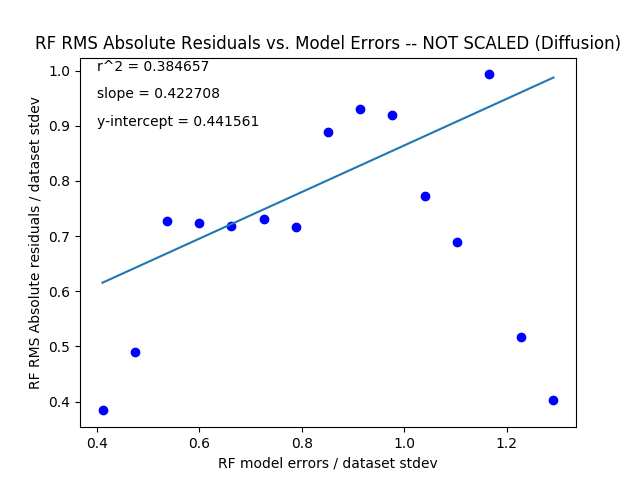 RF RMS Absolute Residuals vs. Model Errors -- NOT SCALED (Diffusion)
r^2 = 0.384657
slope = 0.422708
y-intercept = 0.441561
RF RMS Absolute residuals / dataset stdev
1.0
0.9
0.8
0.7
0.6
0.5
0.4
0.4 0.6 0.8 1.0 1.2
RF model errors / dataset stdev